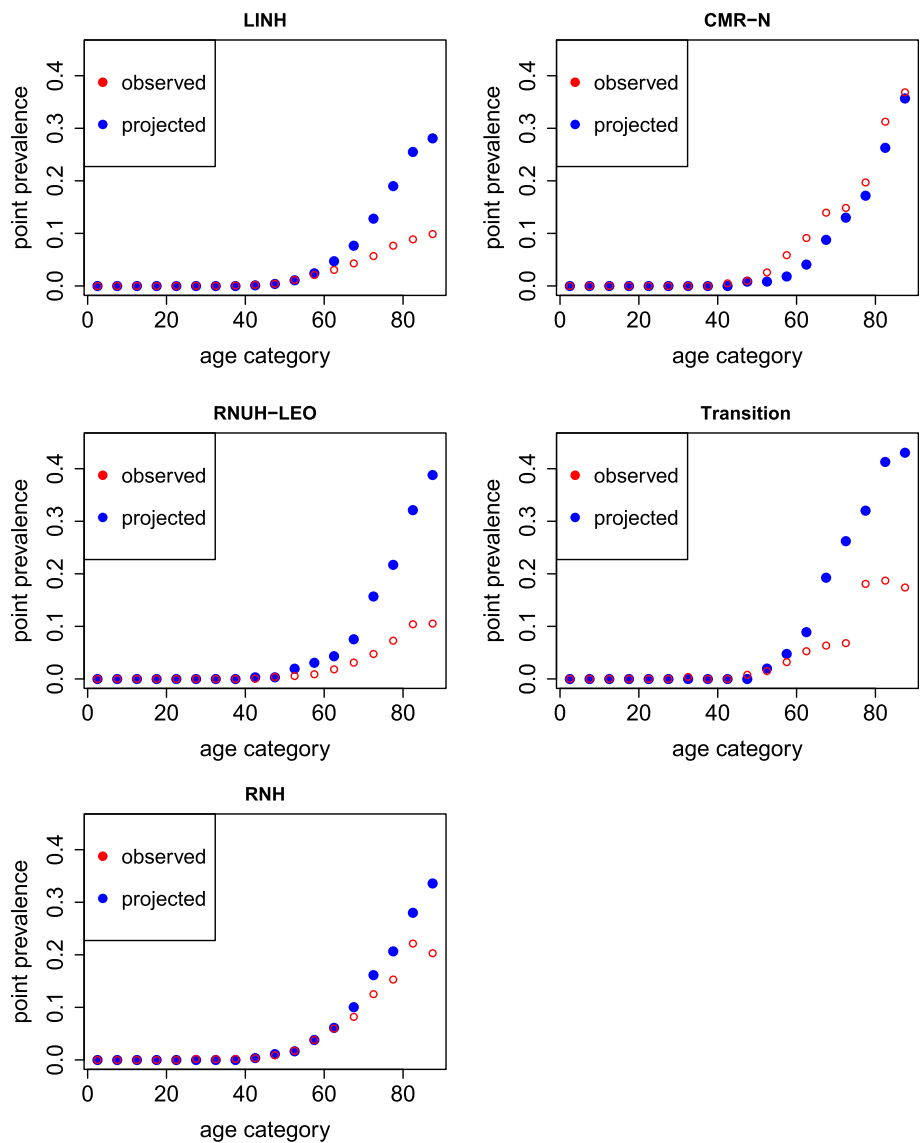 LINH
observed
projected
point prevalence
0.0 0.1 0.2 0.3 0.4
0 20 40 60 80
age category
CMR−N
observed
projected
point prevalence
0.0 0.1 0.2 0.3 0.4
0 20 40 60 80
age category
RNUH−LEO
observed
projected
point prevalence
0.0 0.1 0.2 0.3 0.4
0 20 40 60 80
age category
Transition
observed
projected
point prevalence
0.0 0.1 0.2 0.3 0.4
0 20 40 60 80
age category
RNH
observed
projected
point prevalence
0.0 0.1 0.2 0.3 0.4
0 20 40 60 80
age category